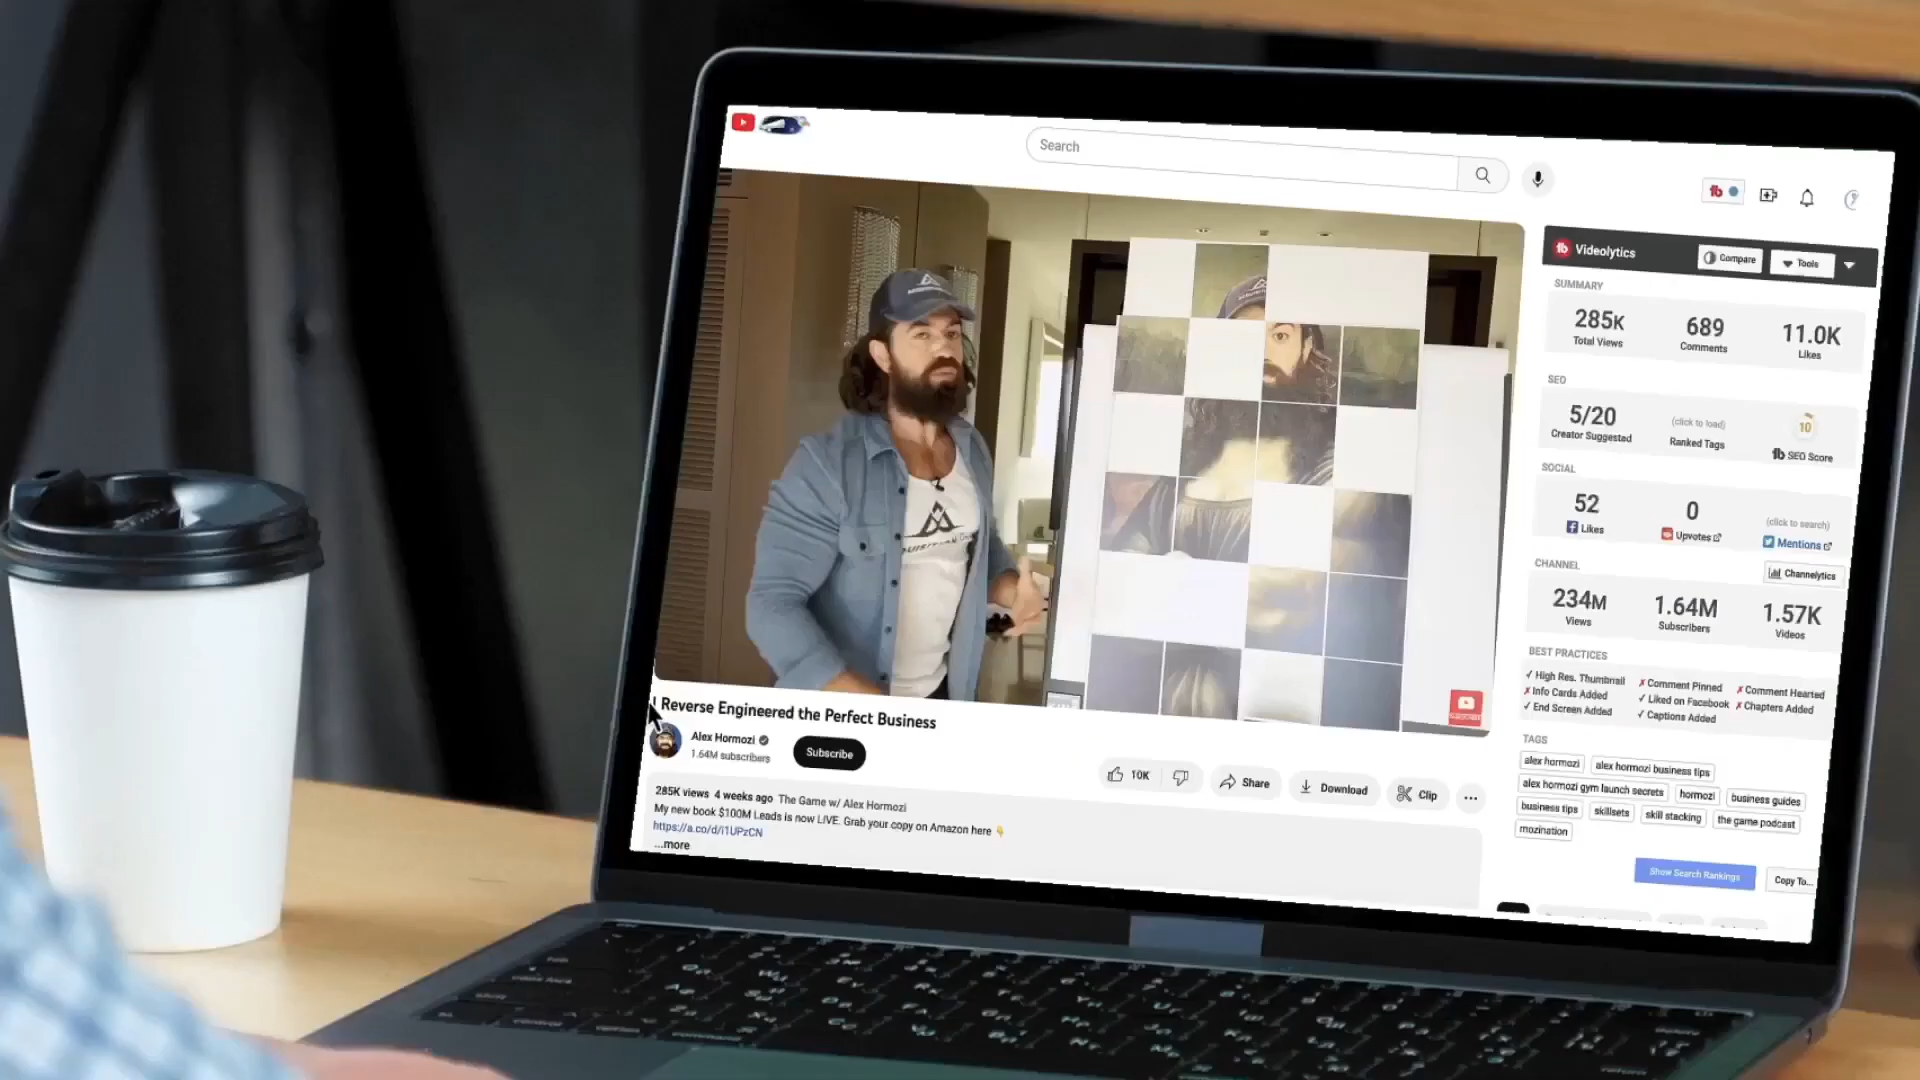 Search
Videolytics
Compare
Tools
SUMMARY
285K
Total Views
689
Comments
11.0K
Likes
SEO
5/20
Creator Suggested
(click to load)
Ranked Tags
10
SEO Score
SOCIAL
52
Likes
0
Upvotes
(click to search)
Mentions
CHANNEL
Channelytics
234M
Views
1.64M
Subscribers
1.57K
Videos
BEST PRACTICES
✓ High Res. Thumbnail
✗ Info Cards Added
✓ End Screen Added
✗ Comment Pinned
✓ Liked on Facebook
✓ Captions Added
✗ Comment Hearted
✗ Chapters Added
TAGS
alex hormozi
alex hormozi business tips
alex hormozi gym launch secrets
hormozi
business guides
business tips
skillsets
skill stacking
the game podcast
mozination
Show Search Rankings
Copy To...
I Reverse Engineered the Perfect Business
Alex Hormozi
1.64M subscribers
Subscribe
10K
Share
Download
Clip
285K views 4 weeks ago The Game w/ Alex Hormozi
My new book $100M Leads is now LIVE. Grab your copy on Amazon here 👇
https://a.co/d/i1UPzCN
...more